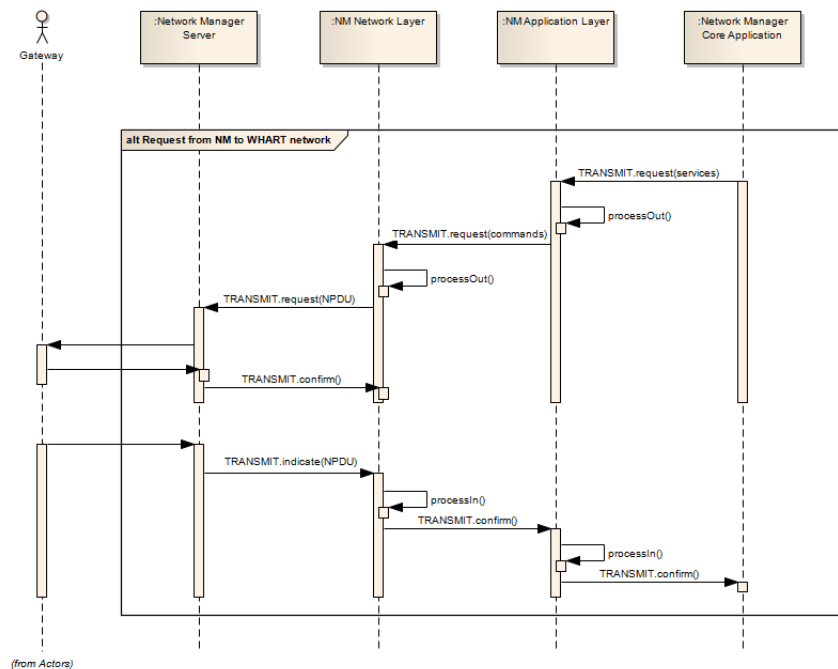 :Network Manager
Server
:NM Network Layer
:NM Application Layer
:Network Manager
Core Application
Gateway
alt Request from NM to WHART network
TRANSMIT.request(services)
processOut()
TRANSMIT.request(commands)
processOut()
TRANSMIT.request(NPDU)
TRANSMIT.confirm()
TRANSMIT.indicate(NPDU)
processIn()
TRANSMIT.confirm()
processIn()
TRANSMIT.confirm()
(from Actors)